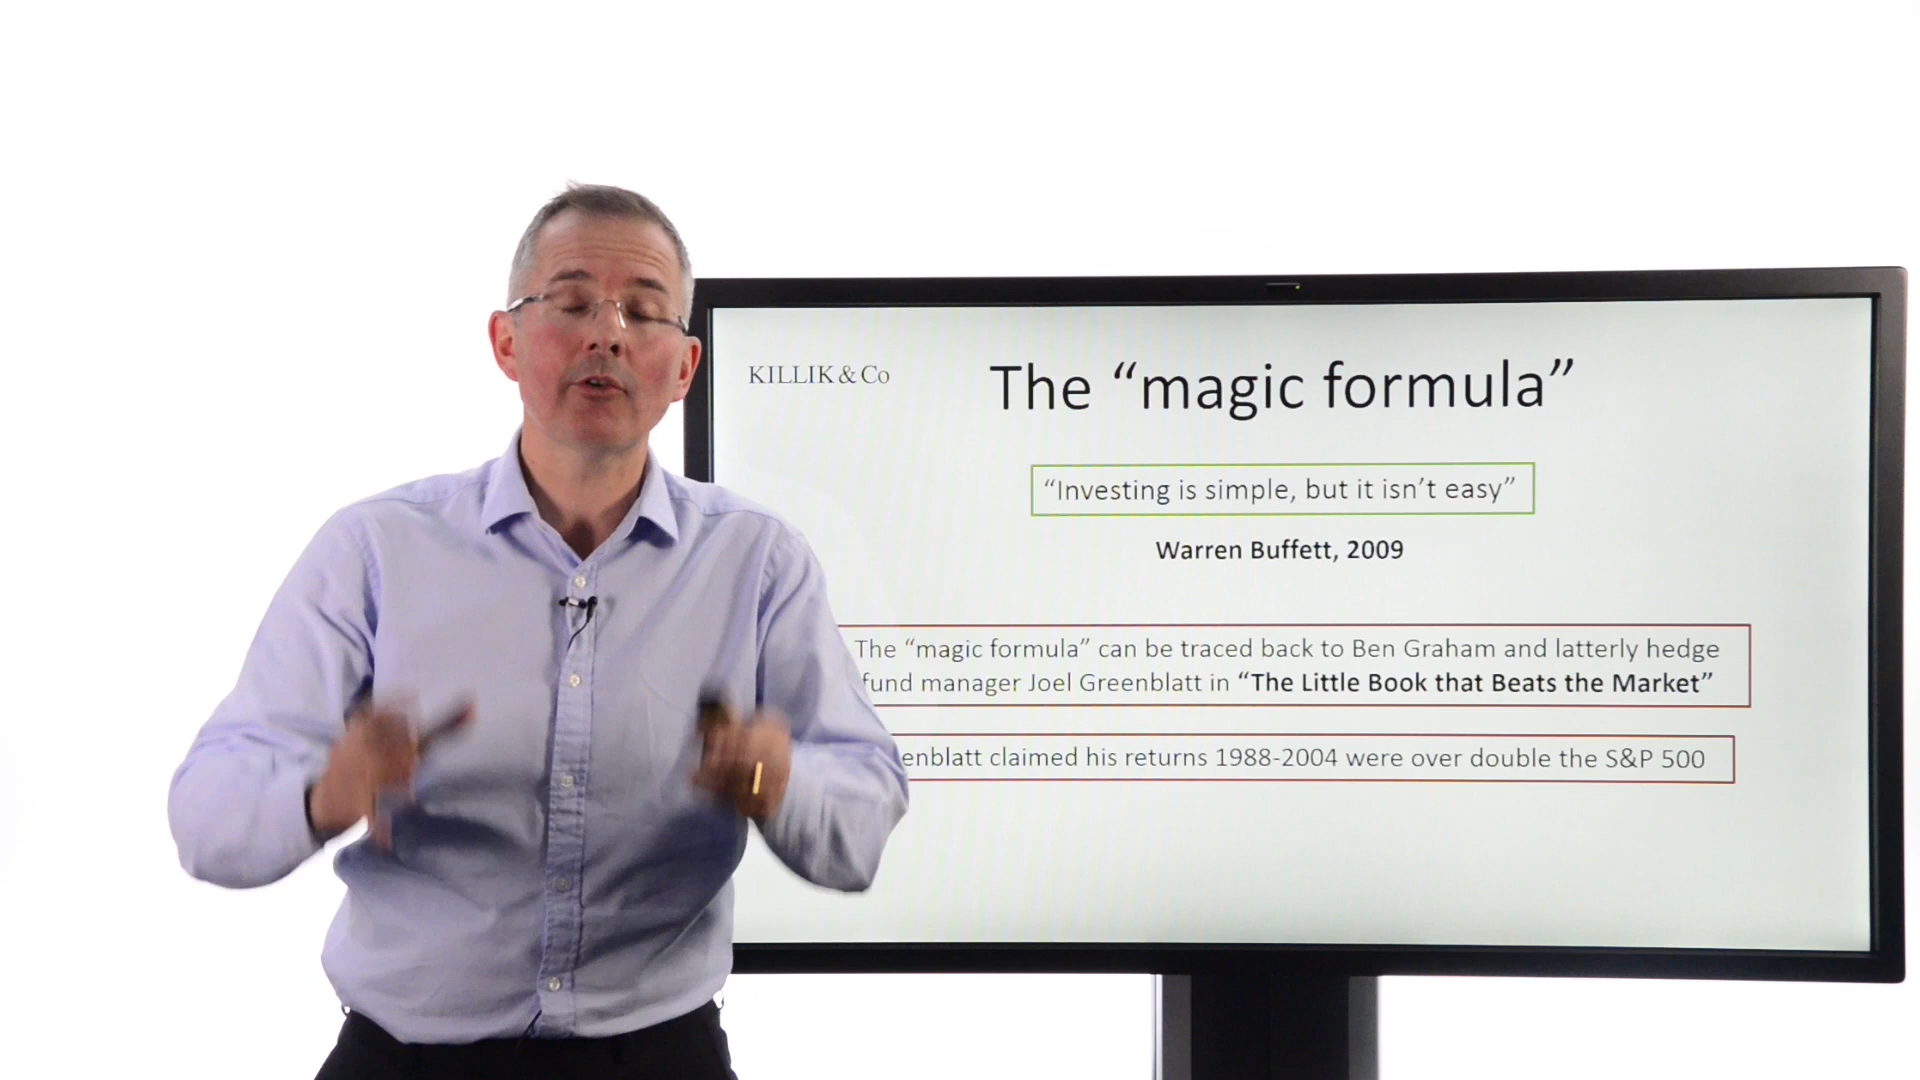 KILLIK & Co
The “magic formula”
“Investing is simple, but it isn’t easy”
Warren Buffett, 2009
The “magic formula” can be traced back to Ben Graham and latterly hedge
fund manager Joel Greenblatt in “The Little Book that Beats the Market”
enblatt claimed his returns 1988-2004 were over double the S&P 500